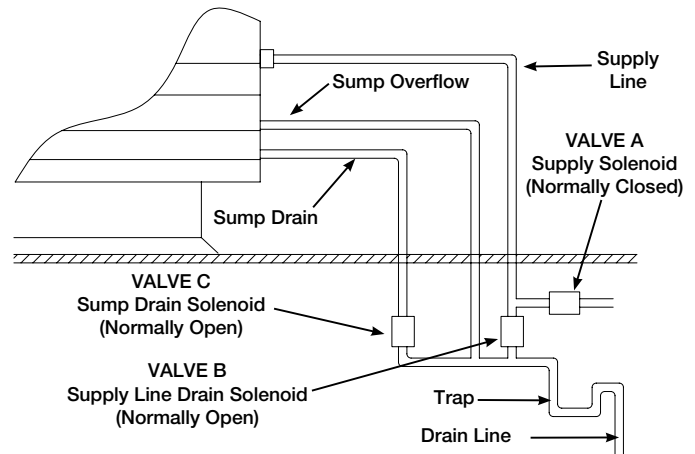 Supply
Line
Sump Overflow
VALVE A
Supply Solenoid
(Normally Closed)
Sump Drain
VALVE C
Sump Drain Solenoid
(Normally Open)
VALVE B
Supply Line Drain Solenoid
(Normally Open)
Trap
Drain Line